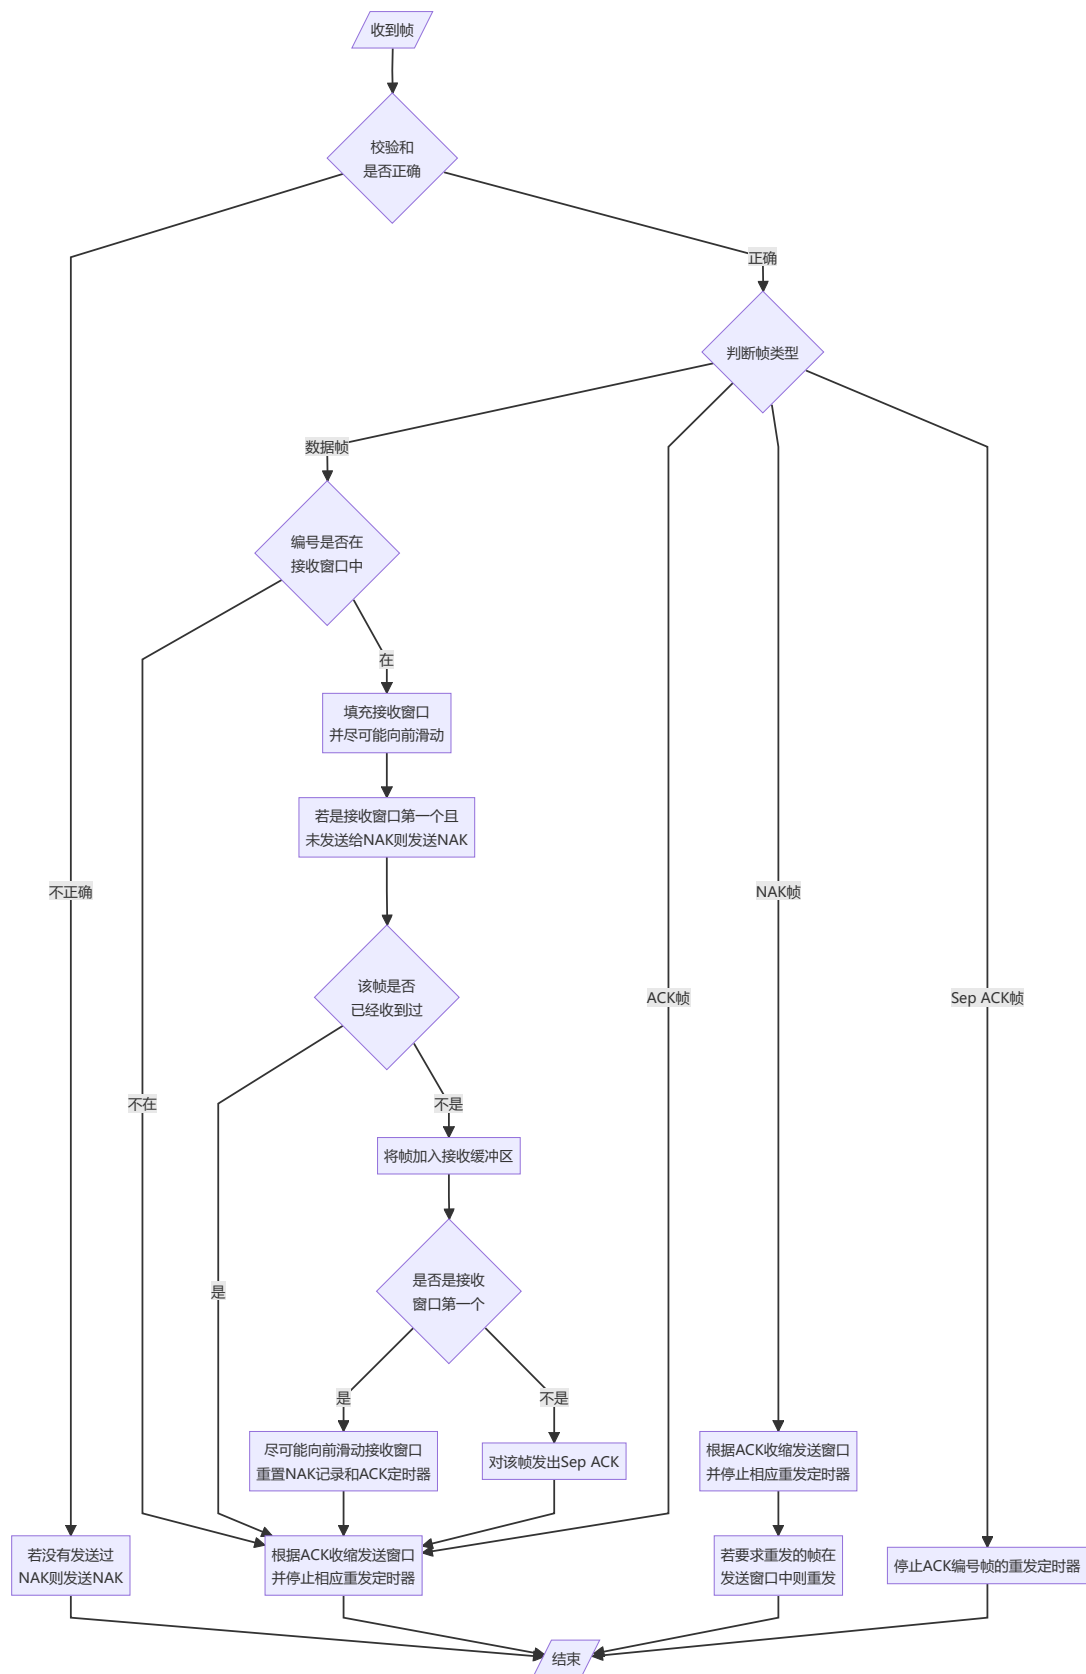 收到帧
校验和
是否正确
正确
判断帧类型
数据帧
编号是否在
接收窗口中
在
填充接收窗口
并尽可能向前滑动
若是接收窗口第一个且
未发送给NAK则发送NAK
不正确
NAK帧
该帧是否
已经收到过
ACK帧
Sep ACK帧
不在
不是
将帧加入接收缓冲区
是
是否是接收
窗口第一个
是
不是
尽可能向前滑动接收窗口
重置NAK记录和ACK定时器
对该帧发出Sep ACK
根据ACK收缩发送窗口
并停止相应重发定时器
若没有发送过
NAK则发送NAK
根据ACK收缩发送窗口
并停止相应重发定时器
若要求重发的帧在
发送窗口中则重发
停止ACK编号帧的重发定时器
结束